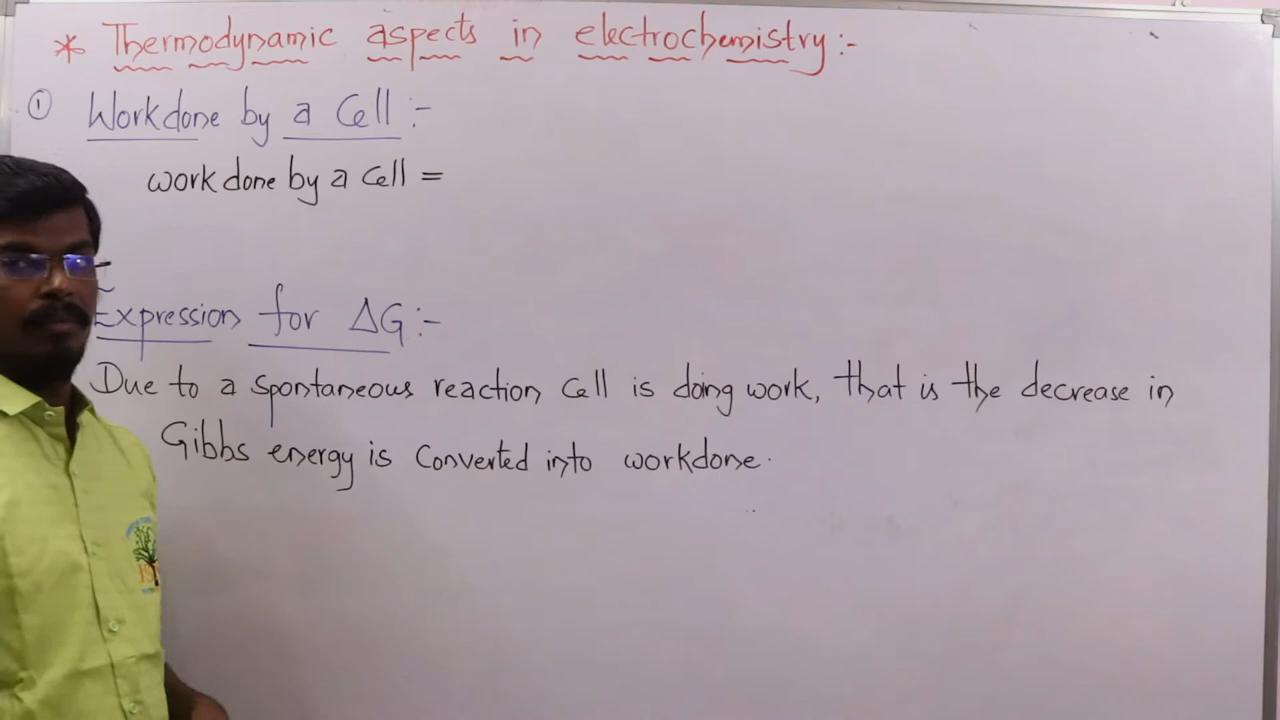 * Thermodynamic aspects in electrochemistry:-
① Workdone by a Cell:-
work done by a cell =
Expression for ΔG:-
Due to a spontaneous reaction cell is doing work, that is the decrease in
Gibbs energy is converted into workdone.